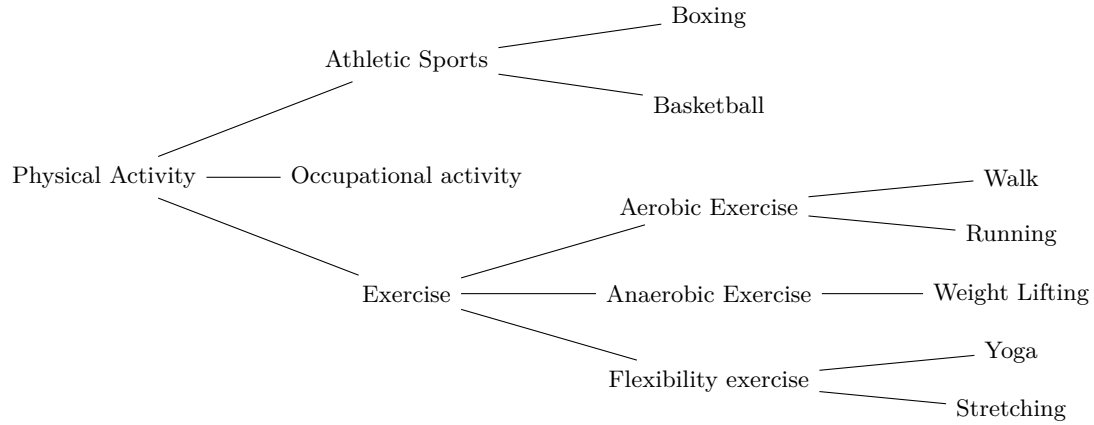 Boxing
Athletic Sports
Basketball
Physical Activity
Occupational activity
Walk
Aerobic Exercise
Running
Exercise
Anaerobic Exercise
Weight Lifting
Yoga
Flexibility exercise
Stretching